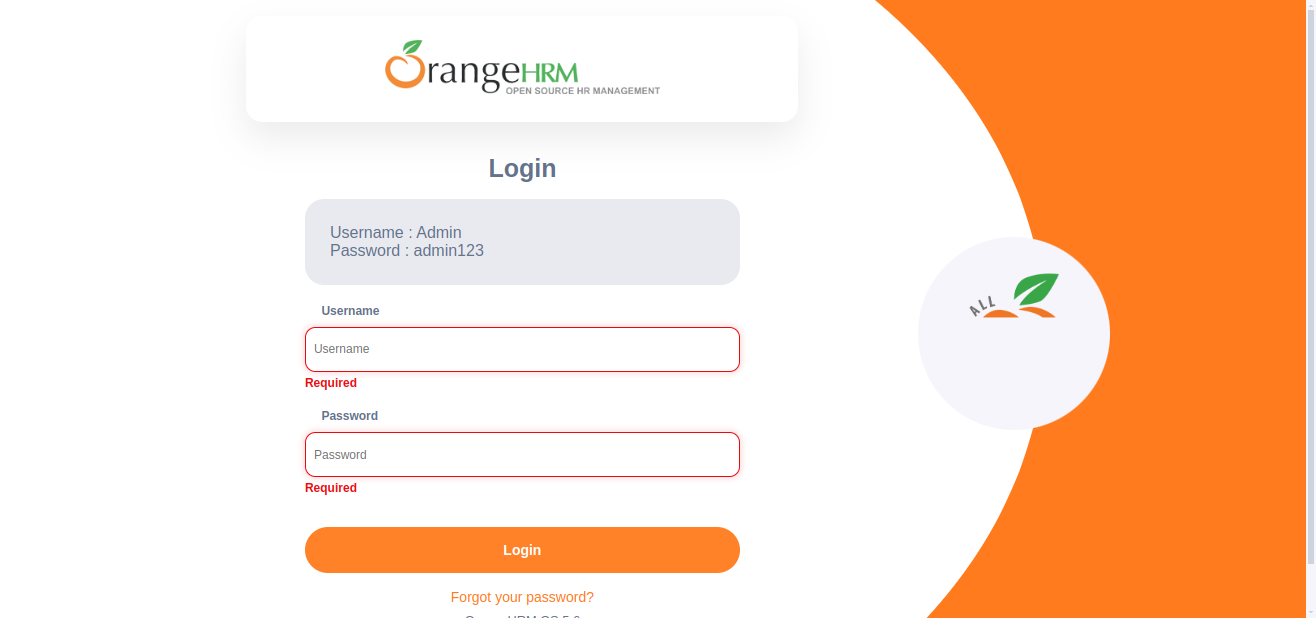 OrangeHRM
OPEN SOURCE HR MANAGEMENT
Login
Username : Admin
Password : admin123
Username
Username
Required
Password
Password
Required
Login
Forgot your password?
ALL